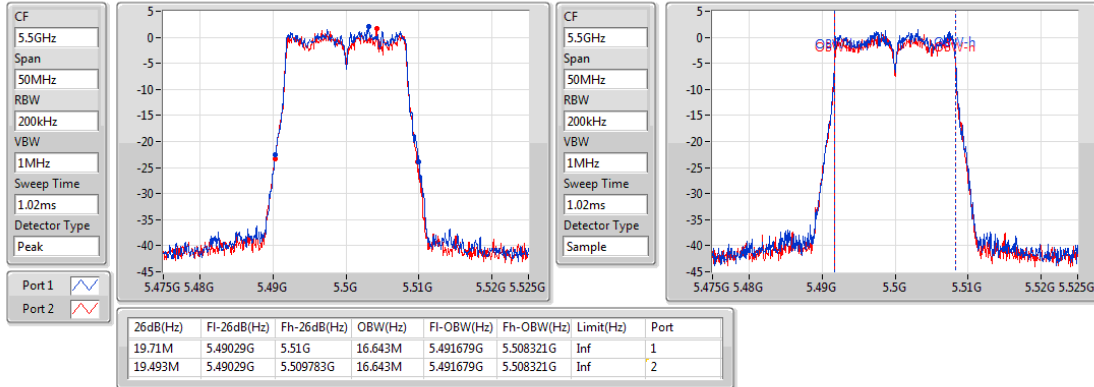 CF
5.5GHz
Span
50MHz
RBW
200kHz
VBW
1MHz
Sweep Time
1.02ms
Detector Type
Peak
Port 1
Port 2
5
0
-5
-10
-15
-20
-25
-30
-35
-40
-45
5.475G 5.48G 5.49G 5.5G 5.51G 5.52G 5.525G
CF
5.5GHz
Span
50MHz
RBW
200kHz
VBW
1MHz
Sweep Time
1.02ms
Detector Type
Sample
5
0
-5
-10
-15
-20
-25
-30
-35
-40
-45
5.475G 5.48G 5.49G 5.5G 5.51G 5.52G 5.525G
26dB(Hz) Fl-26dB(Hz) Fh-26dB(Hz) OBW(Hz) Fl-OBW(Hz) Fh-OBW(Hz) Limit(Hz) Port
19.71M 5.49029G 5.51G 16.643M 5.491679G 5.508321G Inf 1
19.493M 5.49029G 5.509783G 16.643M 5.491679G 5.508321G Inf 2